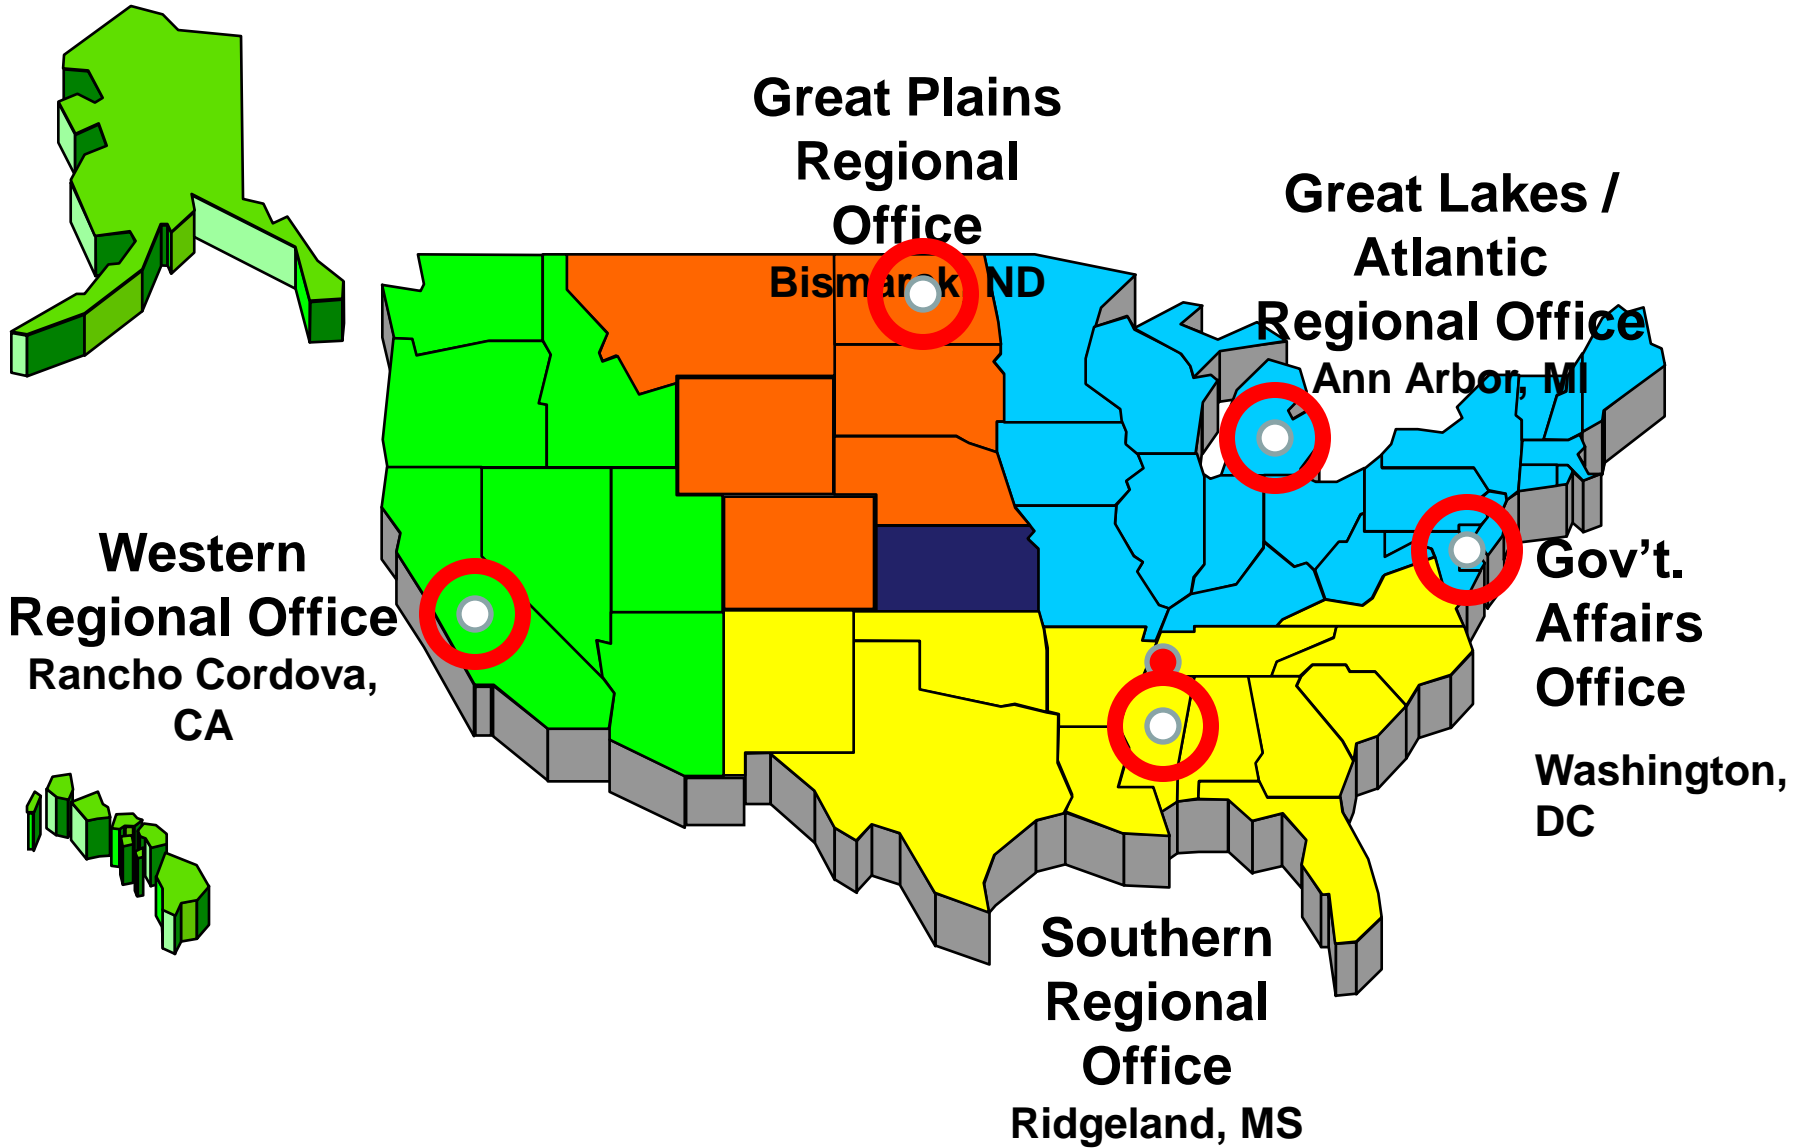 Great Plains
Regional
Office
Bismarck, ND
Great Lakes /
Atlantic
Regional Office
Ann Arbor, MI
Western
Regional Office
Rancho Cordova,
CA
Gov't.
Affairs
Office
Washington,
DC
Southern
Regional
Office
Ridgeland, MS